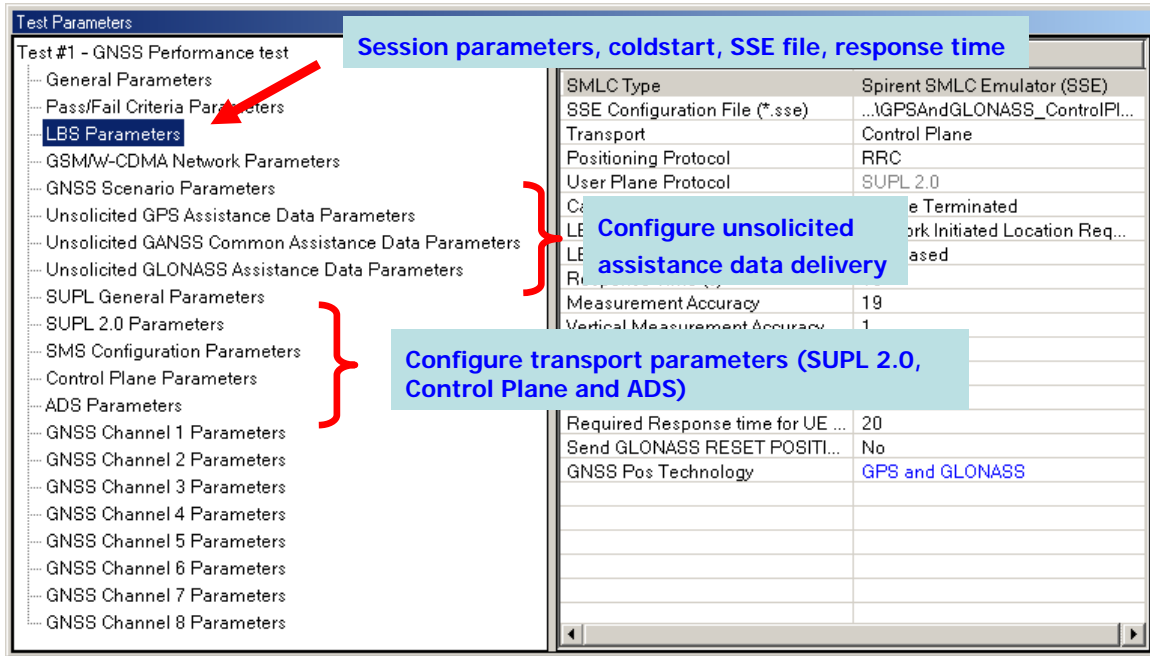 Test Parameters
Test #1 - GNSS Performance test
General Parameters
Pass/Fail Criteria Parameters
LBS Parameters
GSM/W-CDMA Network Parameters
GNSS Scenario Parameters
Unsolicited GPS Assistance Data Parameters
Unsolicited GANSS Common Assistance Data Parameters
Unsolicited GLONASS Assistance Data Parameters
SUPL General Parameters
SUPL 2.0 Parameters
SMS Configuration Parameters
Control Plane Parameters
ADS Parameters
GNSS Channel 1 Parameters
GNSS Channel 2 Parameters
GNSS Channel 3 Parameters
GNSS Channel 4 Parameters
GNSS Channel 5 Parameters
GNSS Channel 6 Parameters
GNSS Channel 7 Parameters
GNSS Channel 8 Parameters
Session parameters, coldstart, SSE file, response time
SMLC Type Spirent SMLC Emulator (SSE)
SSE Configuration File (*.sse) ...\GPSAndGLONASS_ControlPl...
Transport Control Plane
Positioning Protocol RRC
User Plane Protocol SUPL 2.0
Terminated
Initiated Location Req...
Configure unsolicited
assistance data delivery
Measurement Accuracy 19
Vertical Measurement Accuracy 1
Configure transport parameters (SUPL 2.0,
Control Plane and ADS)
Required Response time for UE ... 20
Send GLONASS RESET POSITI... No
GNSS Pos Technology GPS and GLONASS